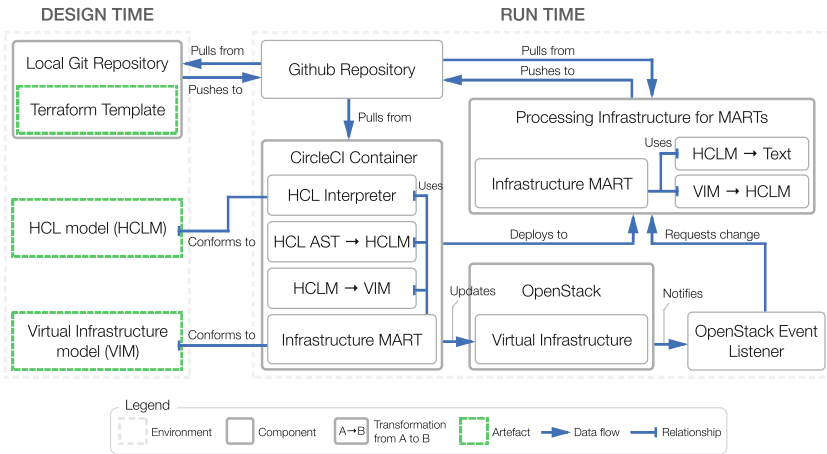 DESIGN TIME
RUN TIME
Local Git Repository
Terraform Template
Pulls from
Pushes to
Github Repository
Pulls from
Pushes to
Pulls from
Processing Infrastructure for MARTs
Infrastructure MART
Uses
HCLM → Text
VIM → HCLM
CircleCI Container
HCL Interpreter
Uses
HCL AST → HCLM
HCLM → VIM
Infrastructure MART
HCL model (HCLM)
Conforms to
Virtual Infrastructure
model (VIM)
Conforms to
Deploys to
Requests change
Updates
OpenStack
Virtual Infrastructure
Notifies
OpenStack Event
Listener
Legend
Environment
Component
A→B
Transformation
from A to B
Artefact
Data flow
Relationship